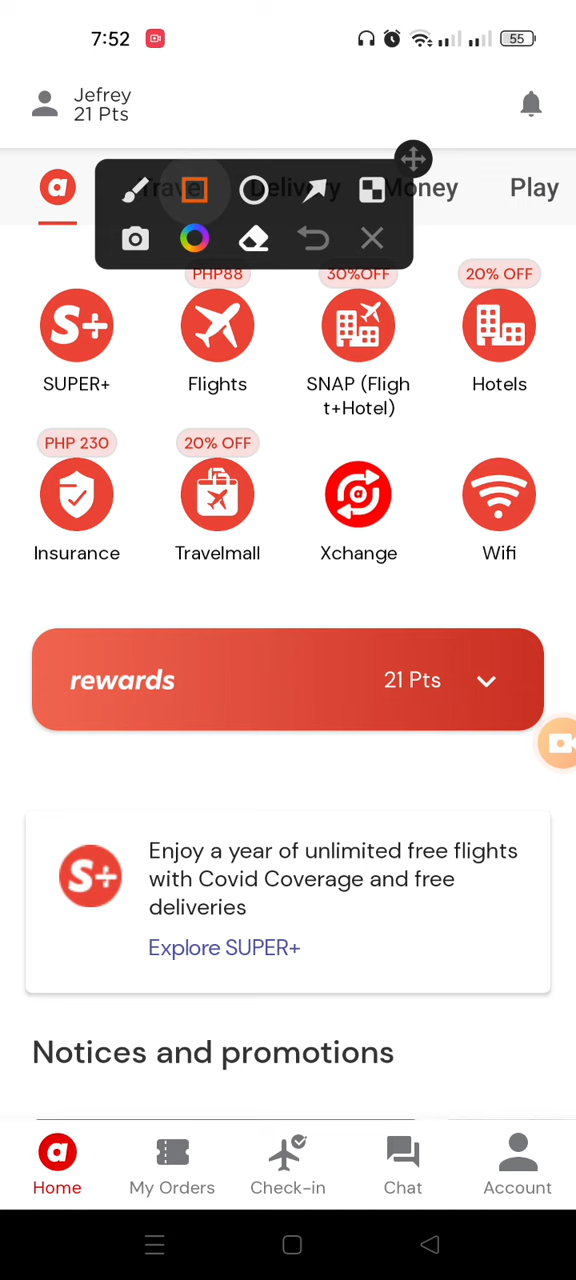 7:52
55
Jefrey
21 Pts
Travel
Delivery
Money
Play
PHP88
30%OFF
20% OFF
S+
SUPER+
Flights
SNAP (Fligh
t+Hotel)
Hotels
PHP 230
20% OFF
Insurance
Travelmall
Xchange
Wifi
rewards
21 Pts
S+
Enjoy a year of unlimited free flights
with Covid Coverage and free
deliveries
Explore SUPER+
Notices and promotions
Home
My Orders
Check-in
Chat
Account